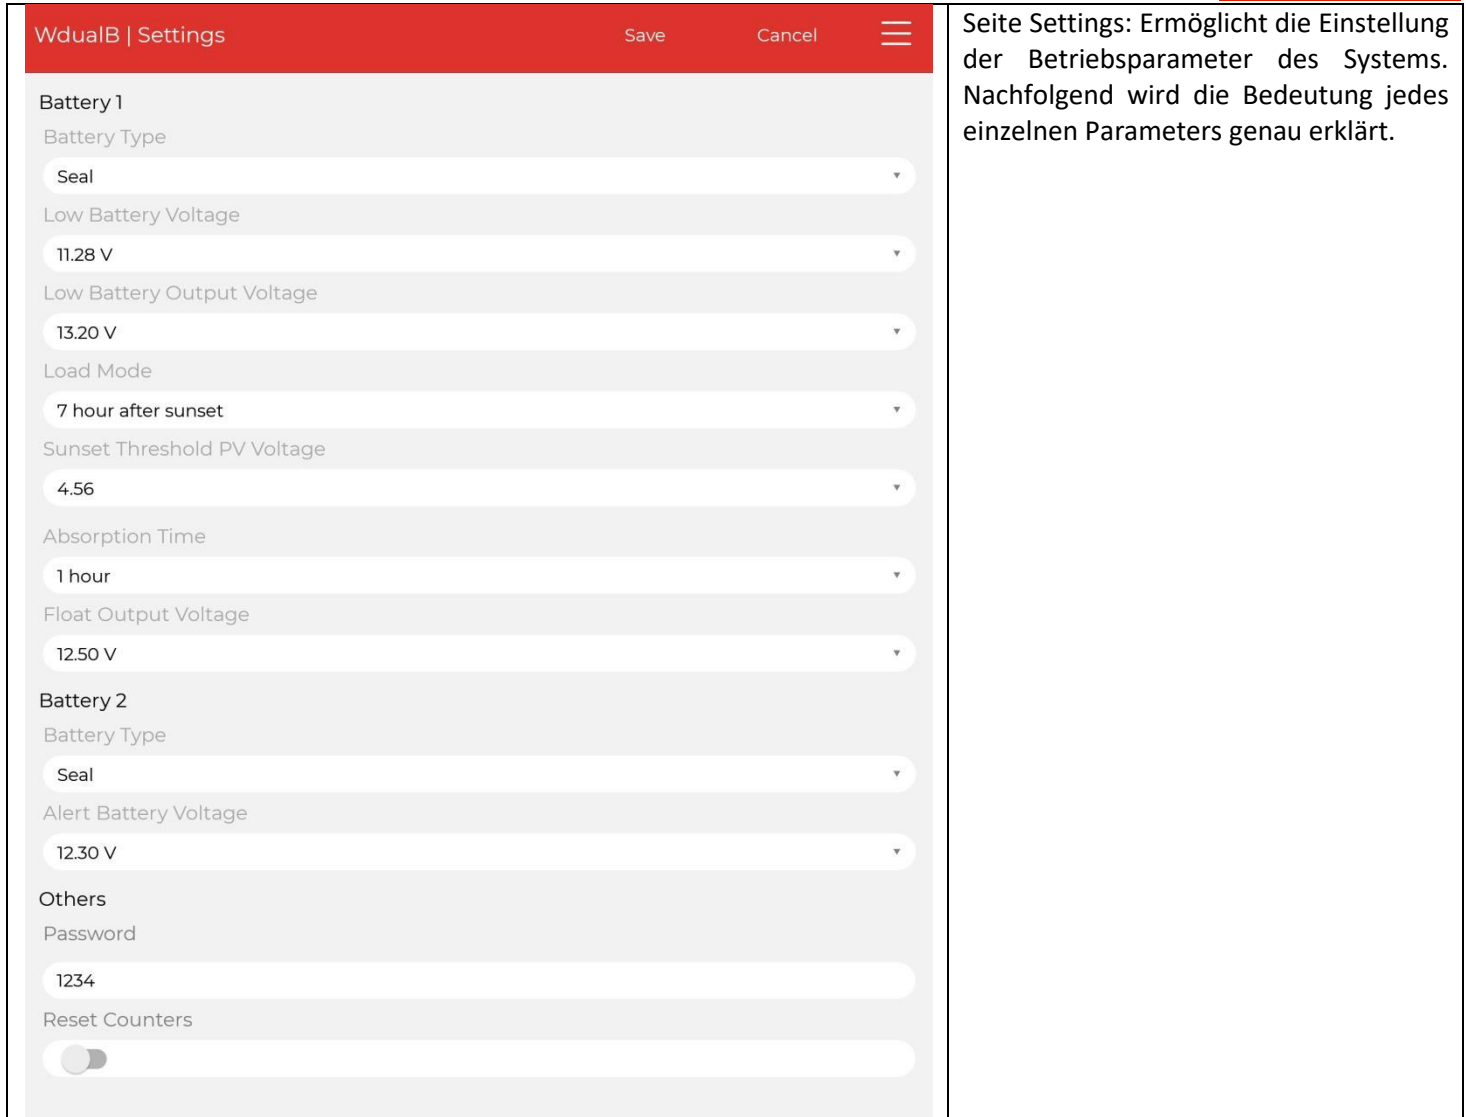 WdualB | Settings
Save
Cancel
Battery 1
Battery Type
Seal
Low Battery Voltage
11.28 V
Low Battery Output Voltage
13.20 V
Load Mode
7 hour after sunset
Sunset Threshold PV Voltage
4.56
Absorption Time
1 hour
Float Output Voltage
12.50 V
Battery 2
Battery Type
Seal
Alert Battery Voltage
12.30 V
Others
Password
1234
Reset Counters
Seite Settings: Ermöglicht die Einstellung
der Betriebsparameter des Systems.
Nachfolgend wird die Bedeutung jedes
einzelnen Parameters genau erklärt.